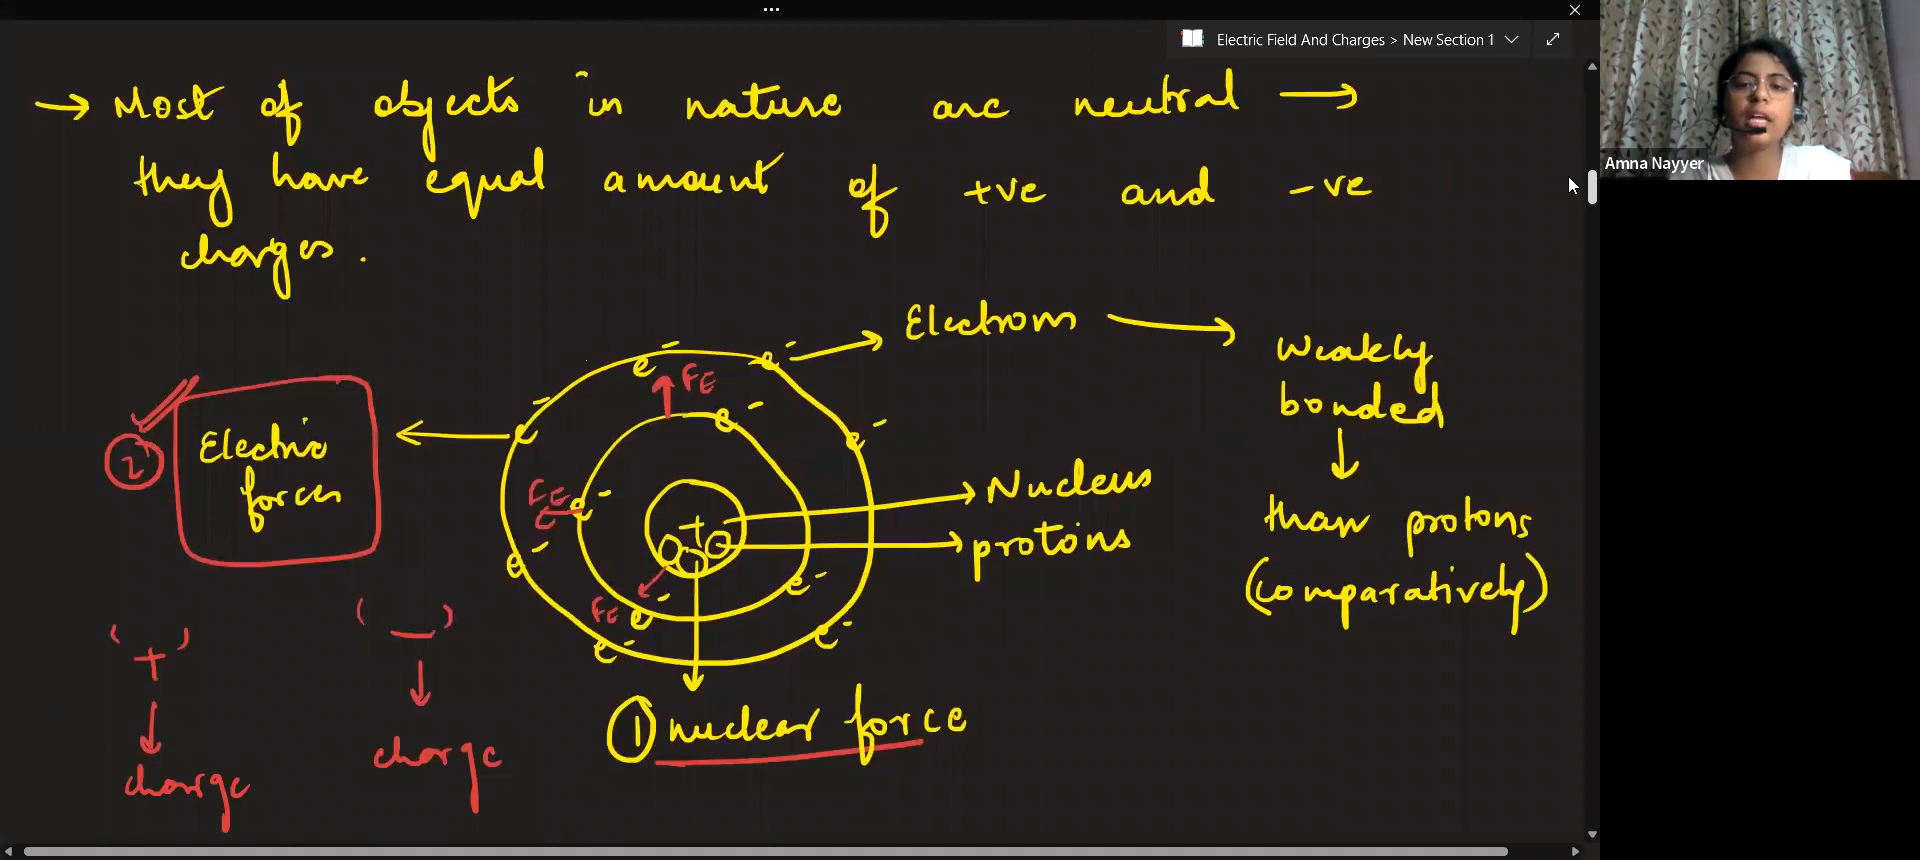 Electric Field And Charges > New Section 1
Amna Nayyer
→ Most of objects in nature are neutral →
they have equal amount of +ve and -ve
charges.
Electrons →
Weakly
bonded
↓
than protons
(comparatively)
2
Electric
forces
e⁻ e⁻ e⁻ e⁻ e⁻ e⁻ e⁻ e⁻ e⁻ e⁻ e⁻
FE
FE
FE
+
Nucleus
protons
① nuclear force
'+'
↓
charge
'−'
↓
charge